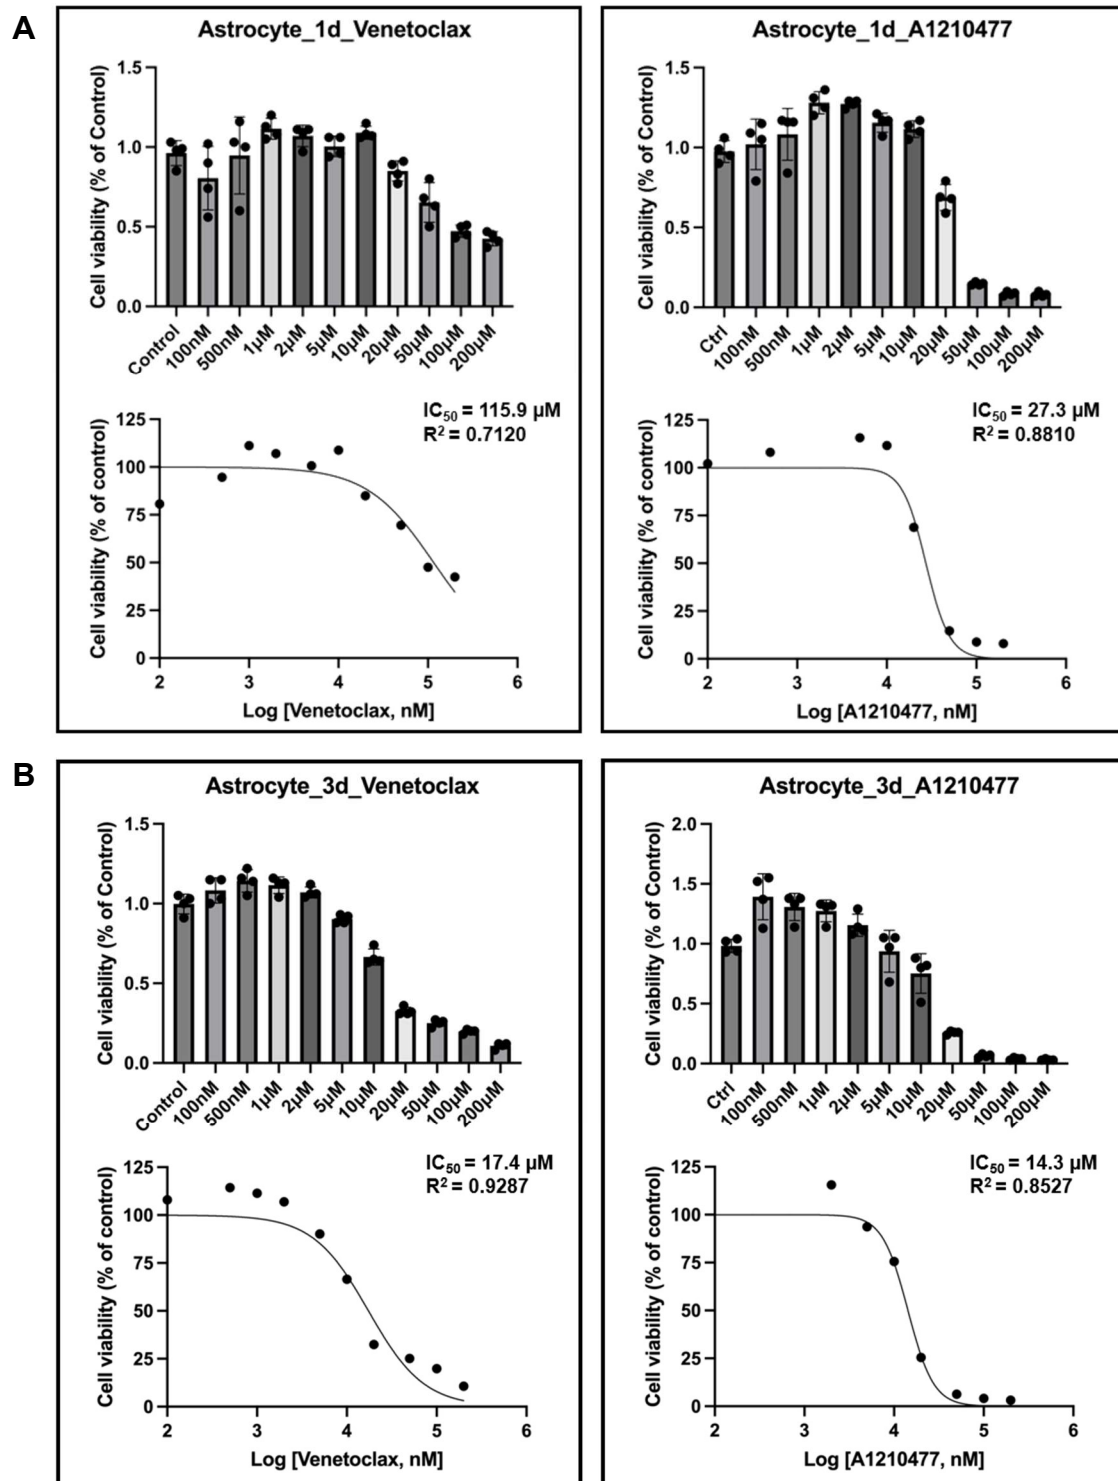 A
Astrocyte_1d_Venetoclax
Cell viability (% of Control)
1.5
1.0
0.5
0.0
Control
100nM
500nM
1µM
2µM
5µM
10µM
20µM
50µM
100µM
200µM
IC50 = 115.9 µM
R2 = 0.7120
Cell viability (% of control)
125
100
75
50
25
0
2
3
4
5
6
Log [Venetoclax, nM]
Astrocyte_1d_A1210477
Cell viability (% of Control)
1.5
1.0
0.5
0.0
Ctrl
100nM
500nM
1µM
2µM
5µM
10µM
20µM
50µM
100µM
200µM
IC50 = 27.3 µM
R2 = 0.8810
Cell viability (% of control)
125
100
75
50
25
0
2
3
4
5
6
Log [A1210477, nM]
B
Astrocyte_3d_Venetoclax
Cell viability (% of Control)
1.5
1.0
0.5
0.0
Control
100nM
500nM
1µM
2µM
5µM
10µM
20µM
50µM
100µM
200µM
IC50 = 17.4 µM
R2 = 0.9287
Cell viability (% of control)
125
100
75
50
25
0
2
3
4
5
6
Log [Venetoclax, nM]
Astrocyte_3d_A1210477
Cell viability (% of Control)
2.0
1.5
1.0
0.5
0.0
Ctrl
100nM
500nM
1µM
2µM
5µM
10µM
20µM
50µM
100µM
200µM
IC50 = 14.3 µM
R2 = 0.8527
Cell viability (% of control)
125
100
75
50
25
0
2
3
4
5
6
Log [A1210477, nM]